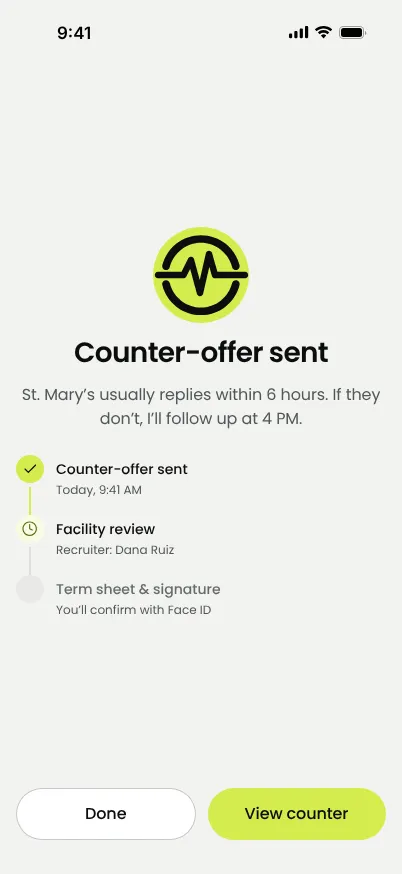 9:41
Counter-offer sent
St. Mary’s usually replies within 6 hours. If they
don’t, I’ll follow up at 4 PM.
Counter-offer sent
Today, 9:41 AM
Facility review
Recruiter: Dana Ruiz
Term sheet & signature
You’ll confirm with Face ID
Done
View counter